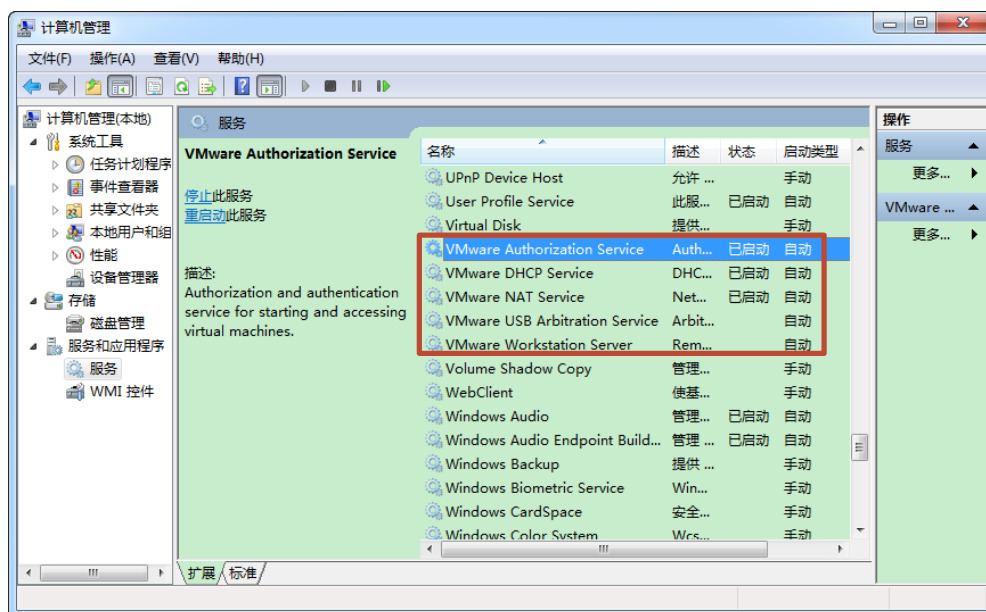 计算机管理
文件(F) 操作(A) 查看(V) 帮助(H)
计算机管理(本地)
系统工具
任务计划程序
事件查看器
共享文件夹
本地用户和组
性能
设备管理器
存储
磁盘管理
服务和应用程序
服务
WMI 控件
服务
VMware Authorization Service
停止此服务
重启动此服务
描述:
Authorization and authentication
service for starting and accessing
virtual machines.
名称 描述 状态 启动类型
UPnP Device Host 允许 ... 手动
User Profile Service 此服... 已启动 自动
Virtual Disk 提供... 手动
VMware Authorization Service Auth... 已启动 自动
VMware DHCP Service DHC... 已启动 自动
VMware NAT Service Net... 已启动 自动
VMware USB Arbitration Service Arbit... 自动
VMware Workstation Server Rem... 自动
Volume Shadow Copy 管理... 手动
WebClient 使基... 手动
Windows Audio 管理... 已启动 自动
Windows Audio Endpoint Build... 管理 ... 已启动 自动
Windows Backup 提供 ... 手动
Windows Biometric Service Win... 手动
Windows CardSpace 安全... 手动
Windows Color System Wcs... 手动
扩展 标准
操作
服务
更多...
VMware ...
更多...